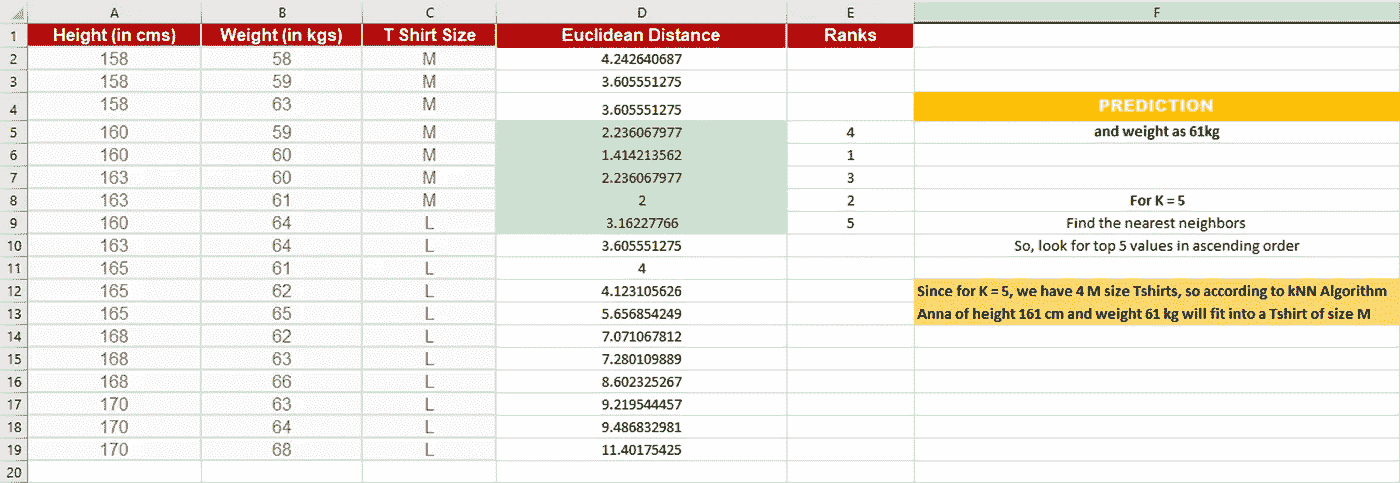 A B C D E F
1 Height (in cms) Weight (in kgs) T Shirt Size Euclidean Distance Ranks
2 158 58 M 4.242640687
3 158 59 M 3.605551275
4 158 63 M 3.605551275 PREDICTION
5 160 59 M 2.236067977 4 and weight as 61kg
6 160 60 M 1.414213562 1
7 163 60 M 2.236067977 3
8 163 61 M 2 2 For K = 5
9 160 64 L 3.16227766 5 Find the nearest neighbors
10 163 64 L 3.605551275 So, look for top 5 values in ascending order
11 165 61 L 4
12 165 62 L 4.123105626 Since for K = 5, we have 4 M size Tshirts, so according to kNN Algorithm
13 165 65 L 5.656854249 Anna of height 161 cm and weight 61 kg will fit into a Tshirt of size M
14 168 62 L 7.071067812
15 168 63 L 7.280109889
16 168 66 L 8.602325267
17 170 63 L 9.219544457
18 170 64 L 9.486832981
19 170 68 L 11.40175425
20